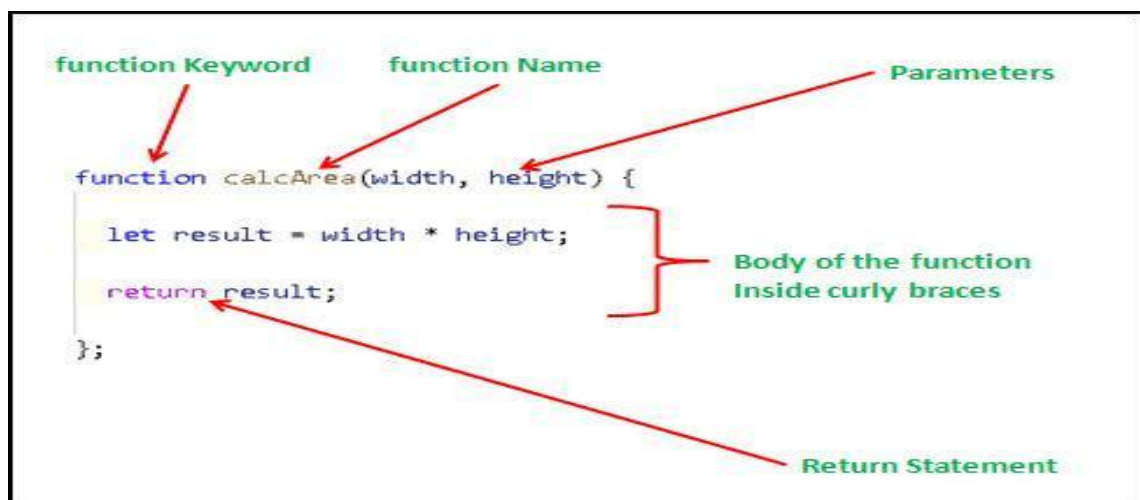 function Keyword
function Name
Parameters
function calcArea(width, height) {
let result = width * height;
return result;
};
Body of the function
Inside curly braces
Return Statement